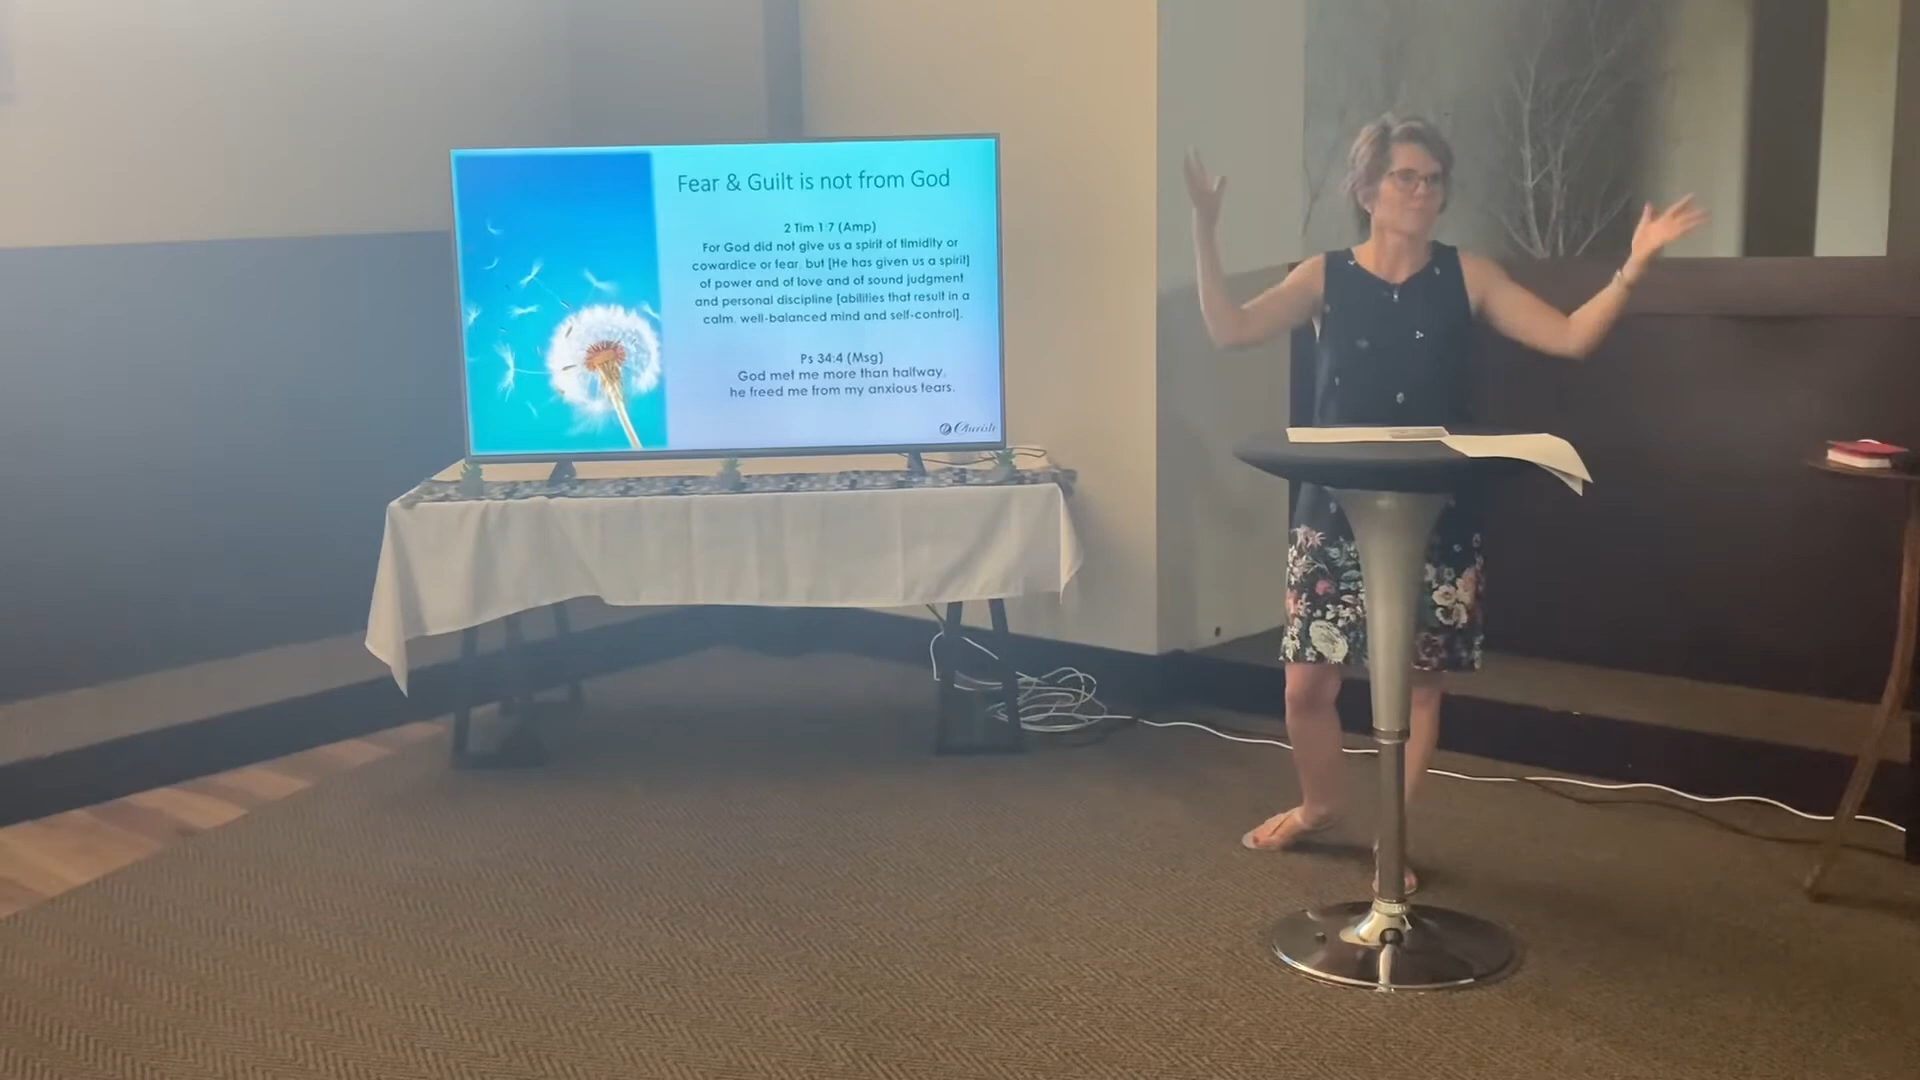 Fear & Guilt is not from God
2 Tim 1:7 (Amp)
For God did not give us a spirit of timidity or
cowardice or fear, but [He has given us a spirit]
of power and of love and of sound judgment
and personal discipline [abilities that result in a
calm, well-balanced mind and self-control].
Ps 34:4 (Msg)
God met me more than halfway,
he freed me from my anxious fears.
Cherish